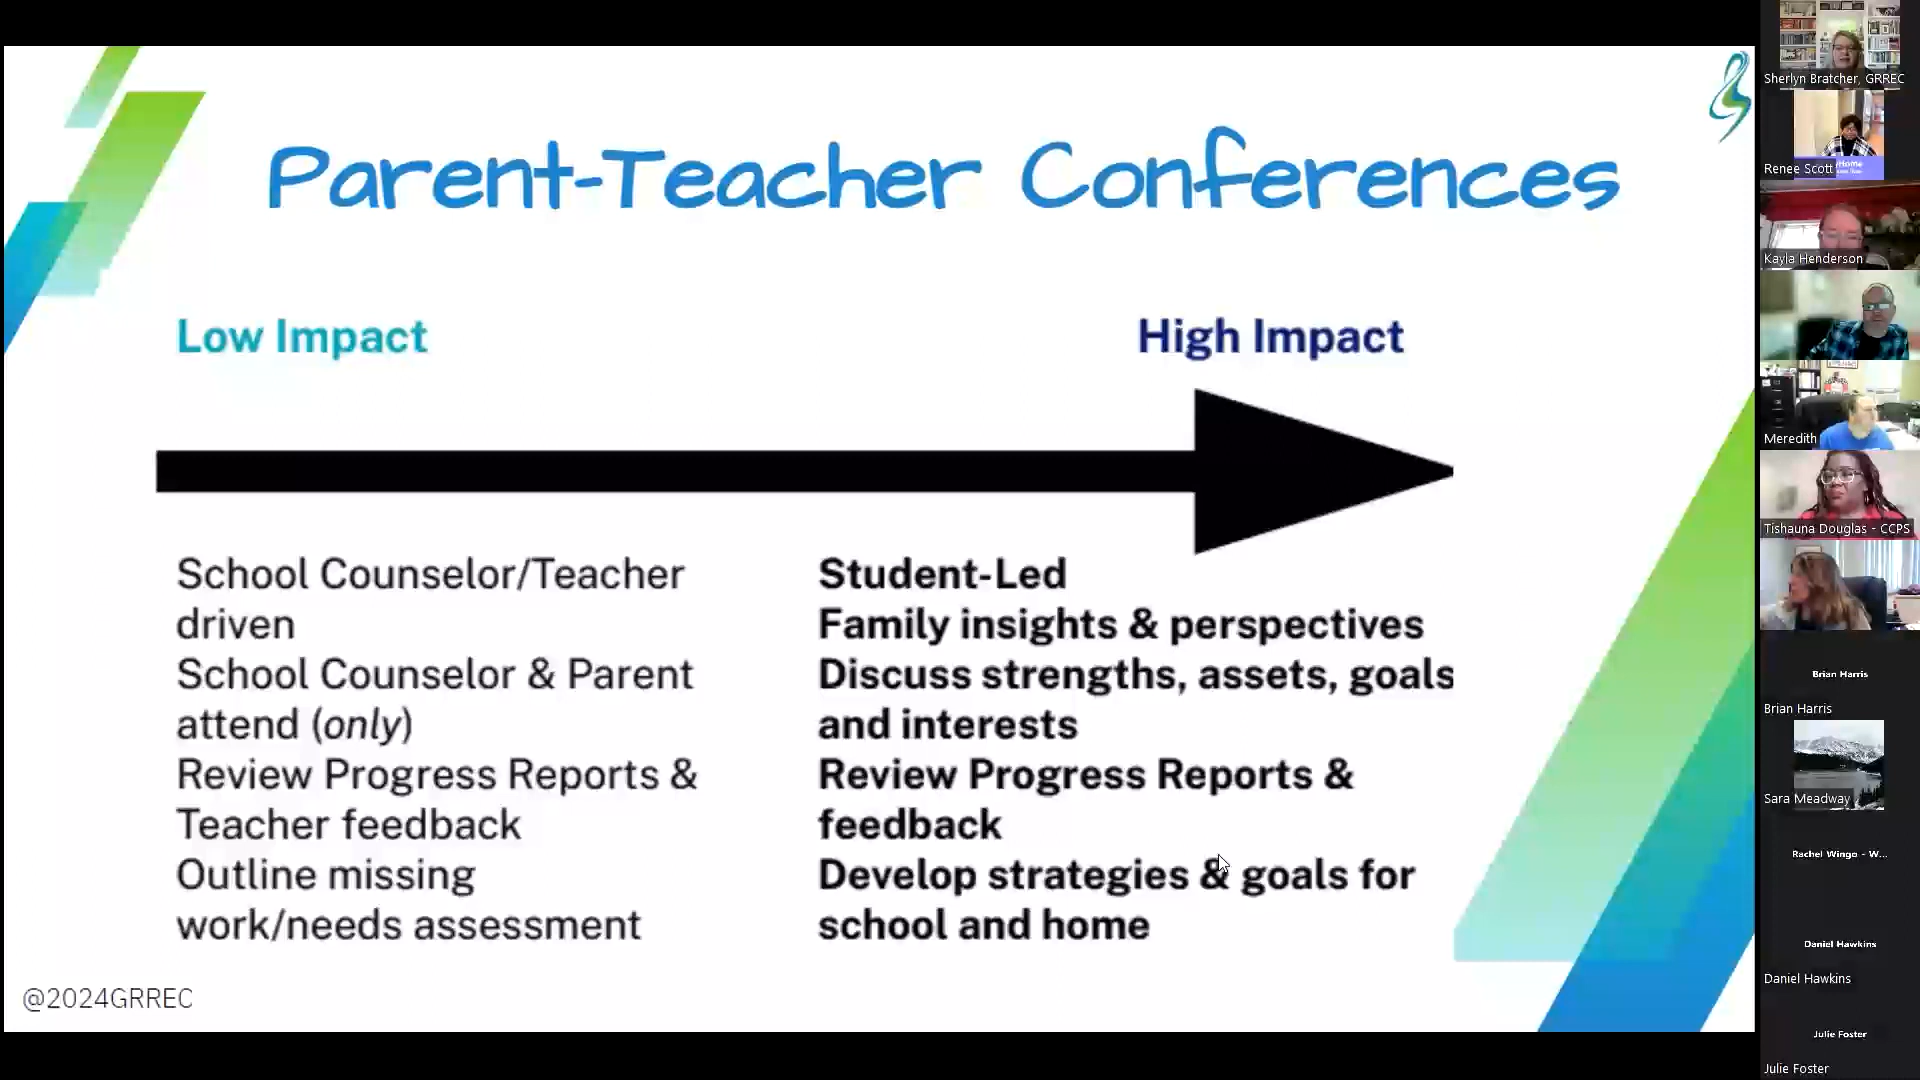 Parent-Teacher Conferences
Low Impact
High Impact
School Counselor/Teacher
driven
School Counselor & Parent
attend (only)
Review Progress Reports &
Teacher feedback
Outline missing
work/needs assessment
Student-Led
Family insights & perspectives
Discuss strengths, assets, goals
and interests
Review Progress Reports &
feedback
Develop strategies & goals for
school and home
@2024GRREC
Sherlyn Bratcher, GRREC
Renee Scott
Home
Kayla Henderson
Meredith
Tishauna Douglas - CCPS
Brian Harris
Brian Harris
Sara Meadway
Rachel Wingo - W...
Daniel Hawkins
Daniel Hawkins
Julie Foster
Julie Foster